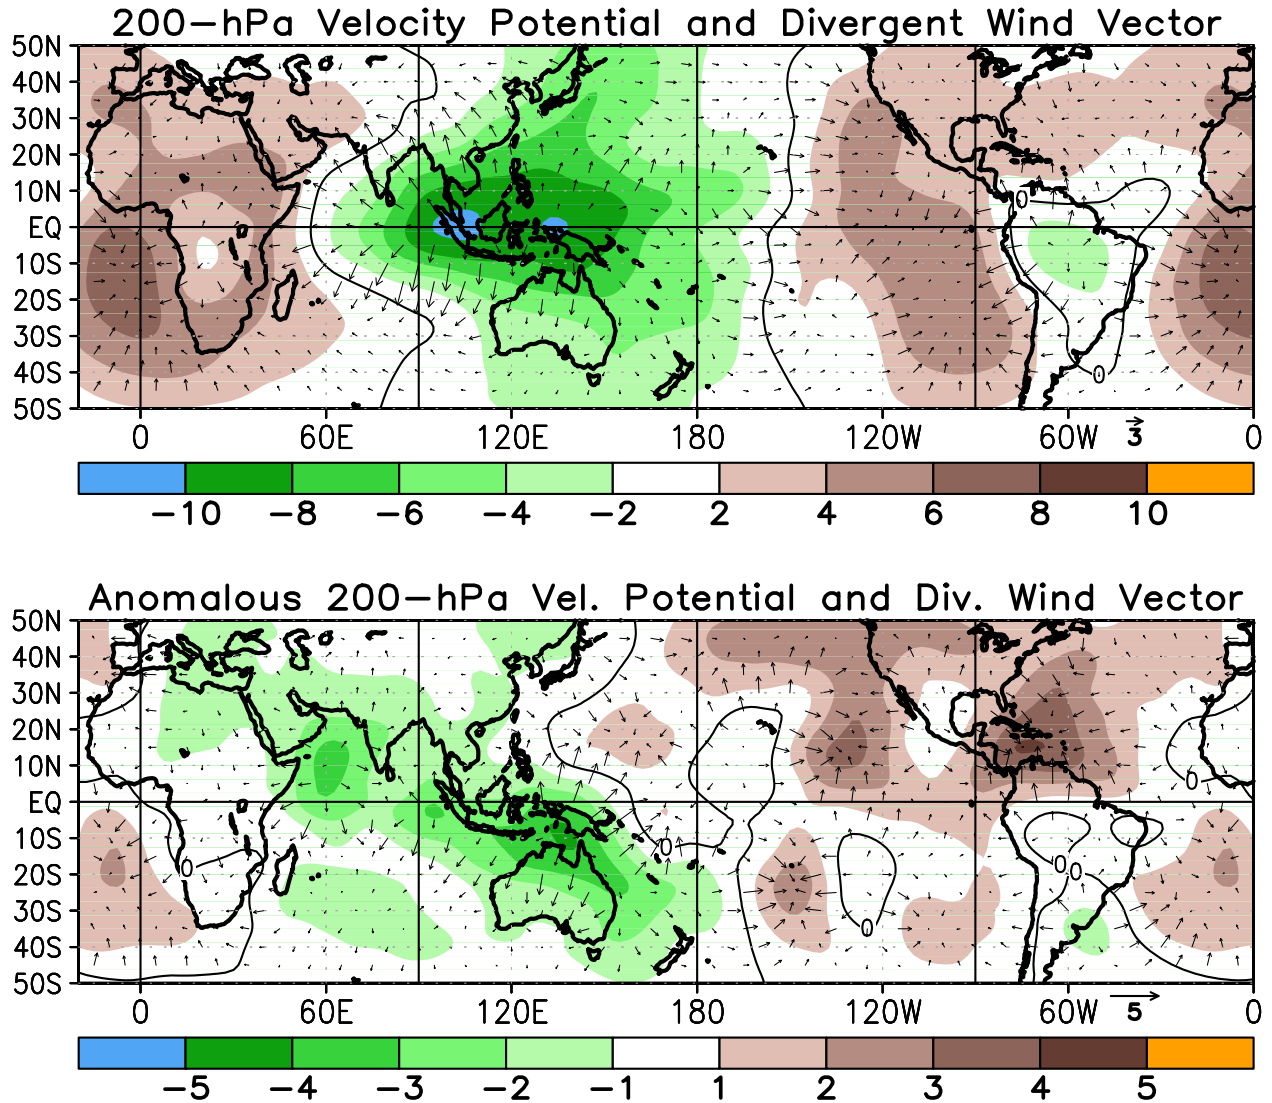 200-hPa Velocity Potential and Divergent Wind Vector
50N
40N
30N
20N
10N
EQ
10S
20S
30S
40S
50S
0
0
0 60E 120E 180 120W 60W 3 0
-10 -8 -6 -4 -2 2 4 6 8 10
Anomalous 200-hPa Vel. Potential and Div. Wind Vector
50N
40N
30N
20N
10N
EQ
10S
20S
30S
40S
50S
0
0
0
0
0
0
0 60E 120E 180 120W 60W 5 0
-5 -4 -3 -2 -1 1 2 3 4 5